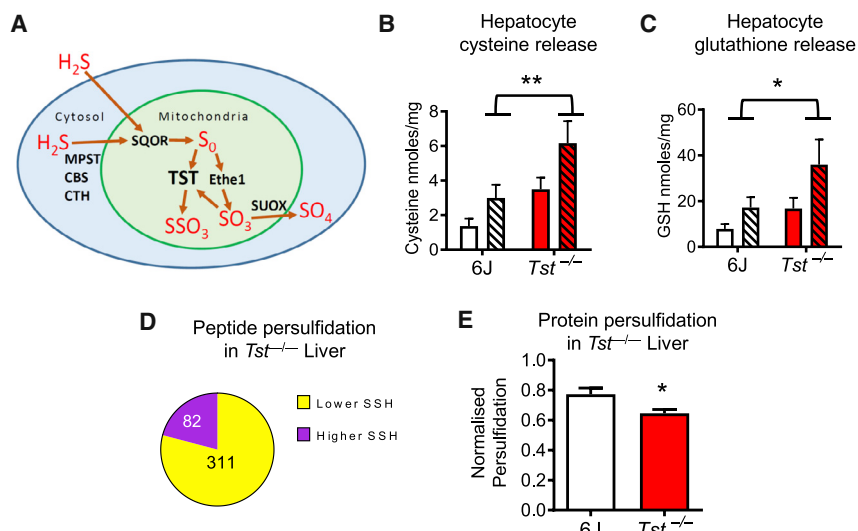 A
H2S
Cytosol
Mitochondria
H2S
SQOR
S0
MPST
CBS
CTH
TST
Ethe1
SUOX
SSO3
SO3
SO4
B
Hepatocyte
cysteine release
**
Cysteine nmoles/mg
8
6
4
2
0
6J
Tst –/–
C
Hepatocyte
glutathione release
*
GSH nmoles/mg
60
40
20
0
6J
Tst –/–
D
Peptide persulfidation
in Tst–/– Liver
82
311
Lower SSH
Higher SSH
E
Protein persulfidation
in Tst–/– Liver
*
Normalised
Persulfidation
1.0
0.8
0.6
0.4
0.2
0.0
6J
Tst –/–